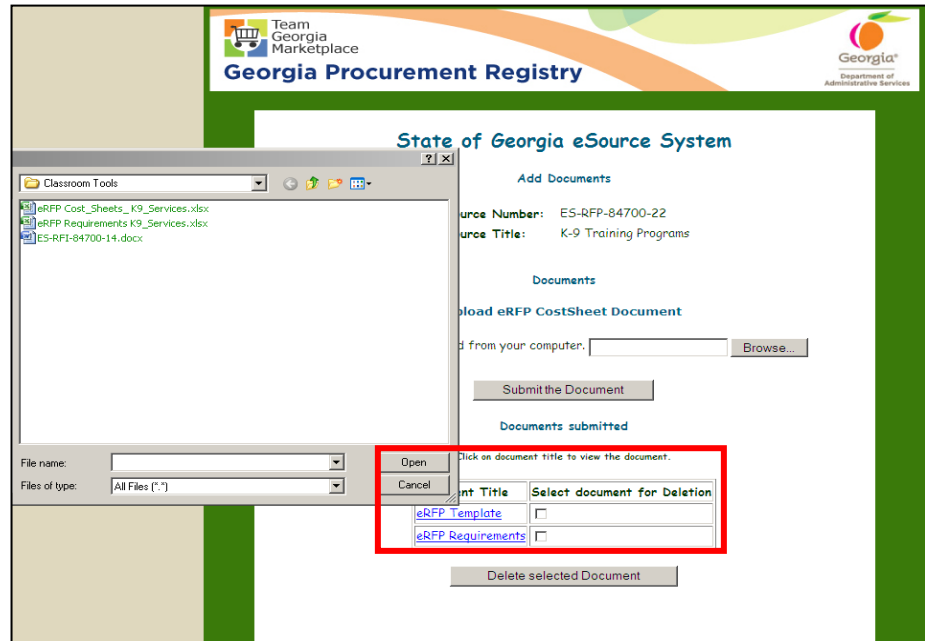 Team
Georgia
Marketplace
Georgia Procurement Registry
Georgia®
Department of
Administrative Services
State of Georgia eSource System
Add Documents
Classroom Tools
eRFP Cost_Sheets_ K9_Services.xlsx
eRFP Requirements K9_Services.xlsx
ES-RFI-84700-14.docx
urce Number: ES-RFP-84700-22
urce Title: K-9 Training Programs
Documents
pload eRFP CostSheet Document
from your computer. Browse...
Submit the Document
Documents submitted
Click on document title to view the document.
File name: Open
Files of type: All Files (*.*) Cancel
nt Title Select document for Deletion
eRFP Template
eRFP Requirements
Delete selected Document